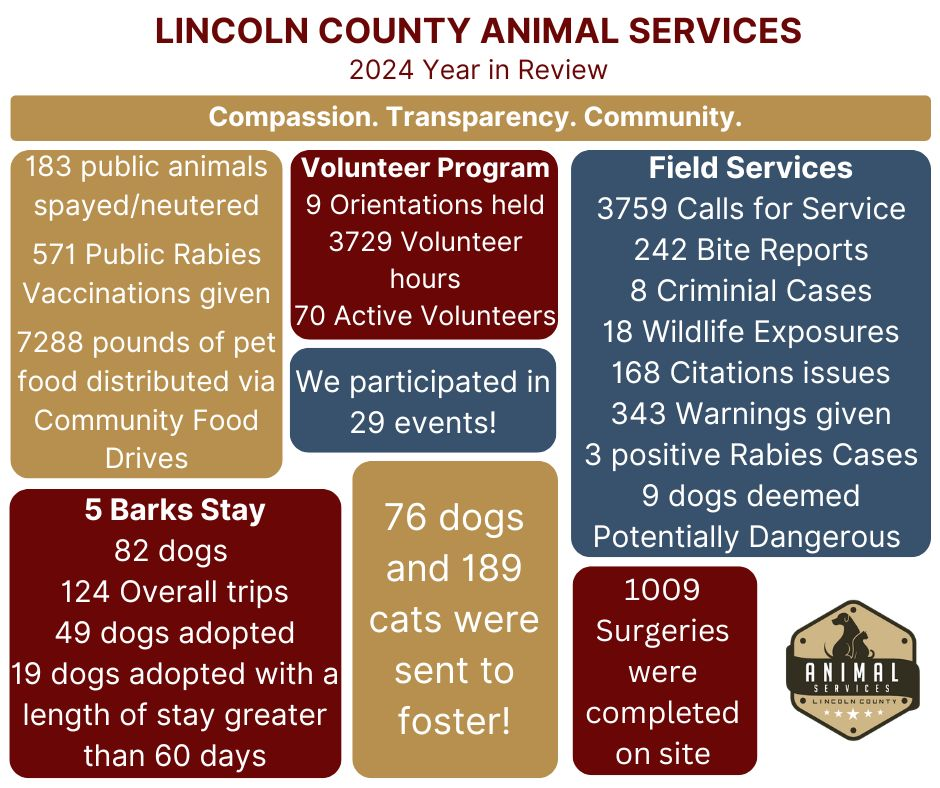 LINCOLN COUNTY ANIMAL SERVICES
2024 Year in Review
Compassion. Transparency. Community.
183 public animals
spayed/neutered
571 Public Rabies
Vaccinations given
7288 pounds of pet
food distributed via
Community Food
Drives
Volunteer Program
9 Orientations held
3729 Volunteer
hours
70 Active Volunteers
We participated in
29 events!
Field Services
3759 Calls for Service
242 Bite Reports
8 Criminial Cases
18 Wildlife Exposures
168 Citations issues
343 Warnings given
3 positive Rabies Cases
9 dogs deemed
Potentially Dangerous
5 Barks Stay
82 dogs
124 Overall trips
49 dogs adopted
19 dogs adopted with a
length of stay greater
than 60 days
76 dogs
and 189
cats were
sent to
foster!
1009
Surgeries
were
completed
on site
ANIMAL
SERVICES
LINCOLN COUNTY